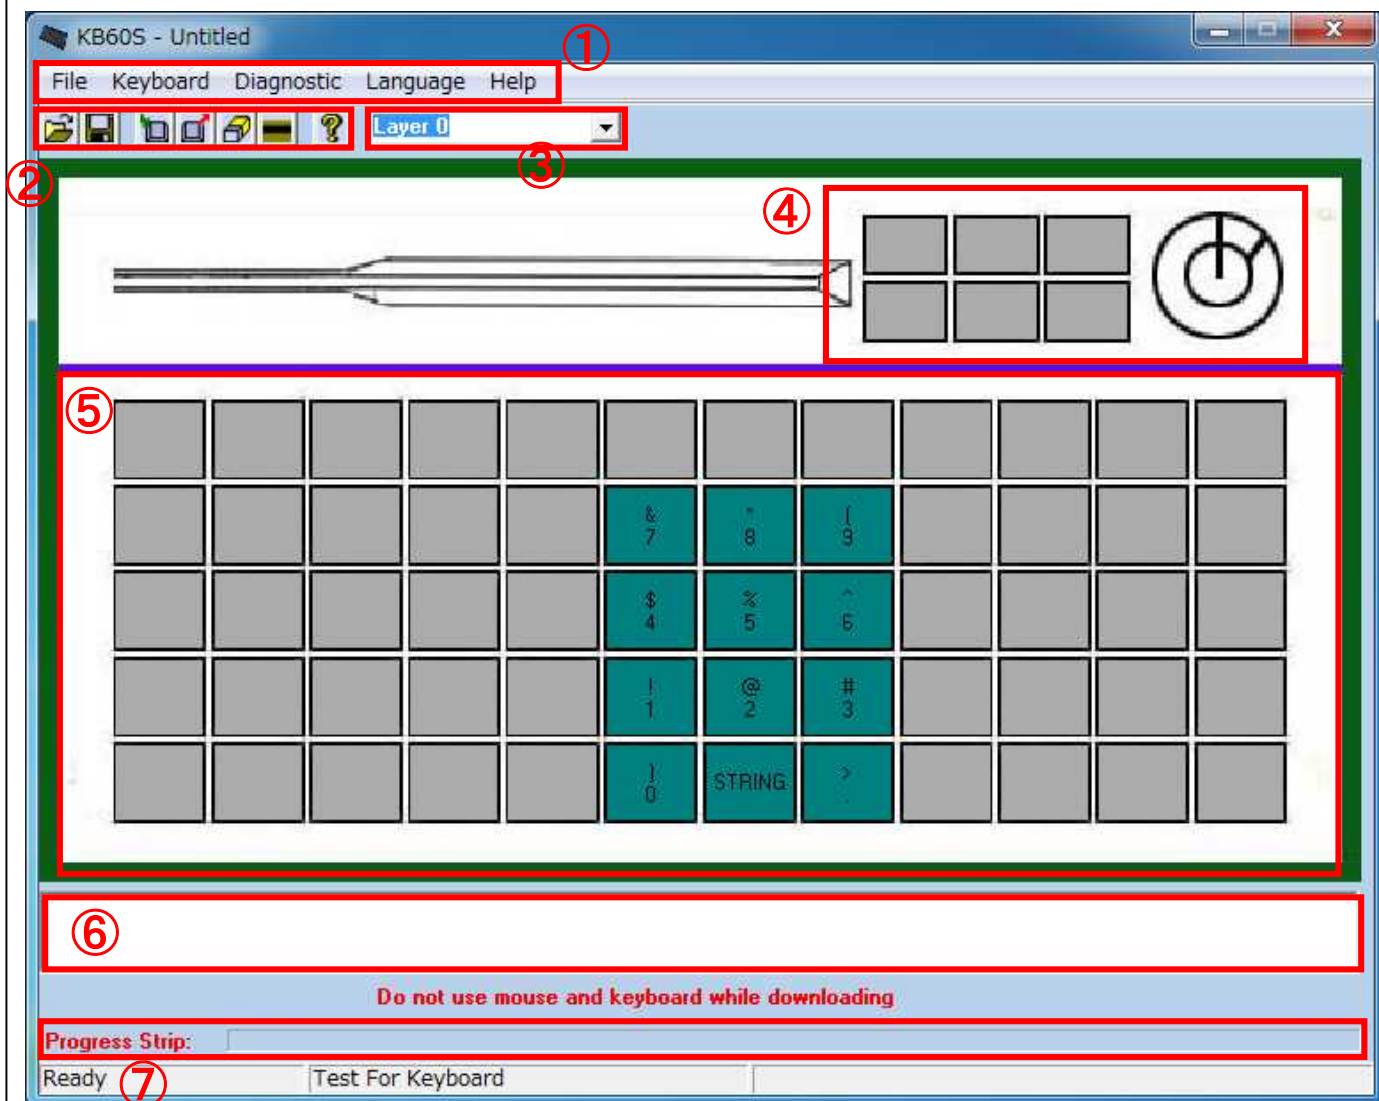 KB60S - Untitled
①
File Keyboard Diagnostic Language Help
Layer 0
②
③
④
⑤
& * (
7 8 9
$ % ^
4 5 6
! @ #
1 2 3
) STRING >
0 .
⑥
Do not use mouse and keyboard while downloading
Progress Strip:
Ready
⑦
Test For Keyboard